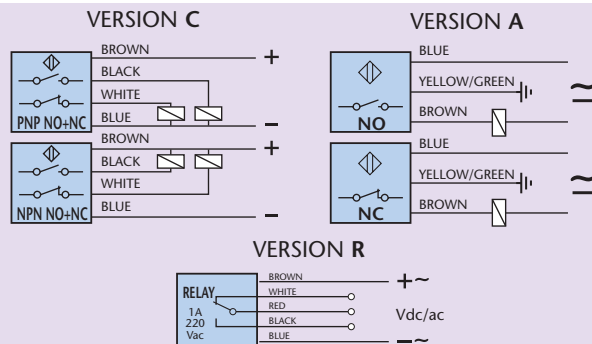 VERSION C
BROWN
BLACK
WHITE
BLUE
PNP NO+NC
+
−
BROWN
BLACK
WHITE
BLUE
NPN NO+NC
+
−
VERSION A
BLUE
YELLOW/GREEN
BROWN
NO
≃
BLUE
YELLOW/GREEN
BROWN
NC
≃
VERSION R
RELAY
1A
220
Vac
BROWN
WHITE
RED
BLACK
BLUE
+~
Vdc/ac
−~